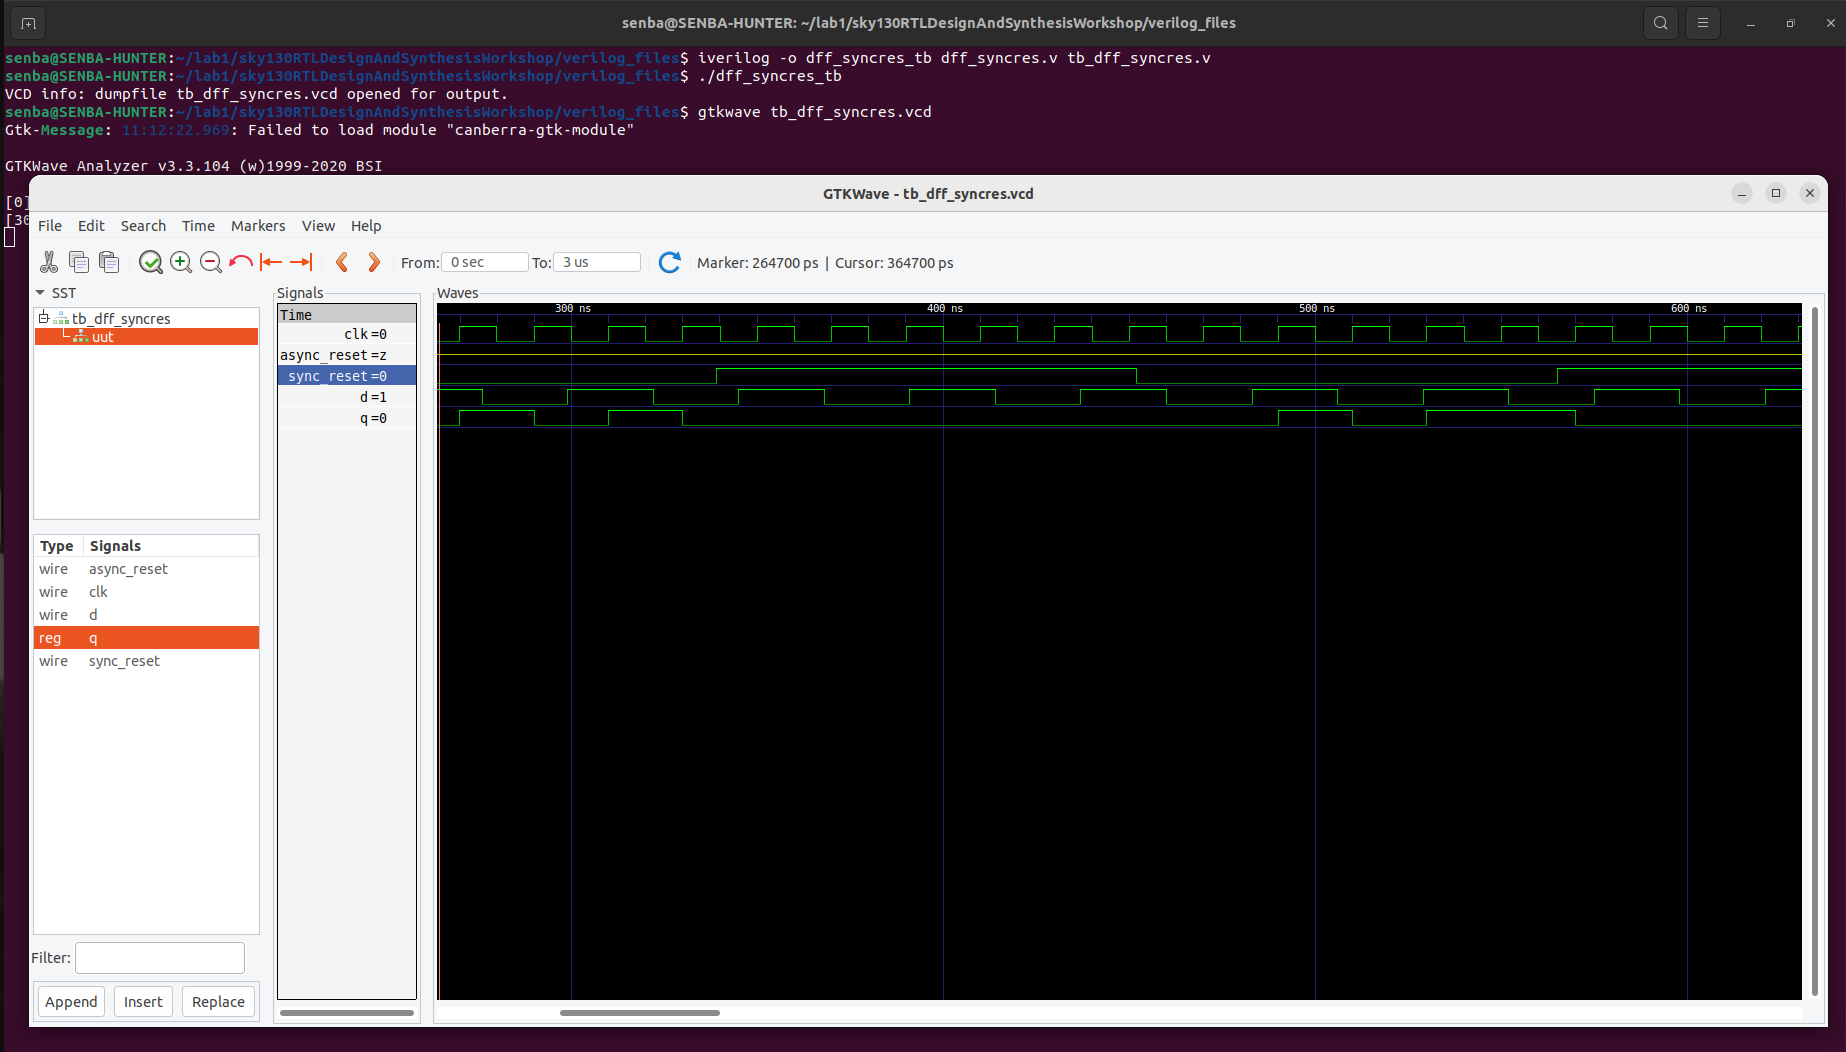 senba@SENBA-HUNTER: ~/lab1/sky130RTLDesignAndSynthesisWorkshop/verilog_files
senba@SENBA-HUNTER:~/lab1/sky130RTLDesignAndSynthesisWorkshop/verilog_files$ iverilog -o dff_syncres_tb dff_syncres.v tb_dff_syncres.v
senba@SENBA-HUNTER:~/lab1/sky130RTLDesignAndSynthesisWorkshop/verilog_files$ ./dff_syncres_tb
VCD info: dumpfile tb_dff_syncres.vcd opened for output.
senba@SENBA-HUNTER:~/lab1/sky130RTLDesignAndSynthesisWorkshop/verilog_files$ gtkwave tb_dff_syncres.vcd
Gtk-Message: 11:12:22.969: Failed to load module "canberra-gtk-module"
GTKWave Analyzer v3.3.104 (w)1999-2020 BSI
[0]
[30
GTKWave - tb_dff_syncres.vcd
File Edit Search Time Markers View Help
From: 0 sec To: 3 us Marker: 264700 ps | Cursor: 364700 ps
SST
tb_dff_syncres
uut
Type Signals
wire async_reset
wire clk
wire d
reg q
wire sync_reset
Filter:
Append Insert Replace
Signals
Time
clk =0
async_reset =z
sync_reset =0
d =1
q =0
Waves
300 ns 400 ns 500 ns 600 ns